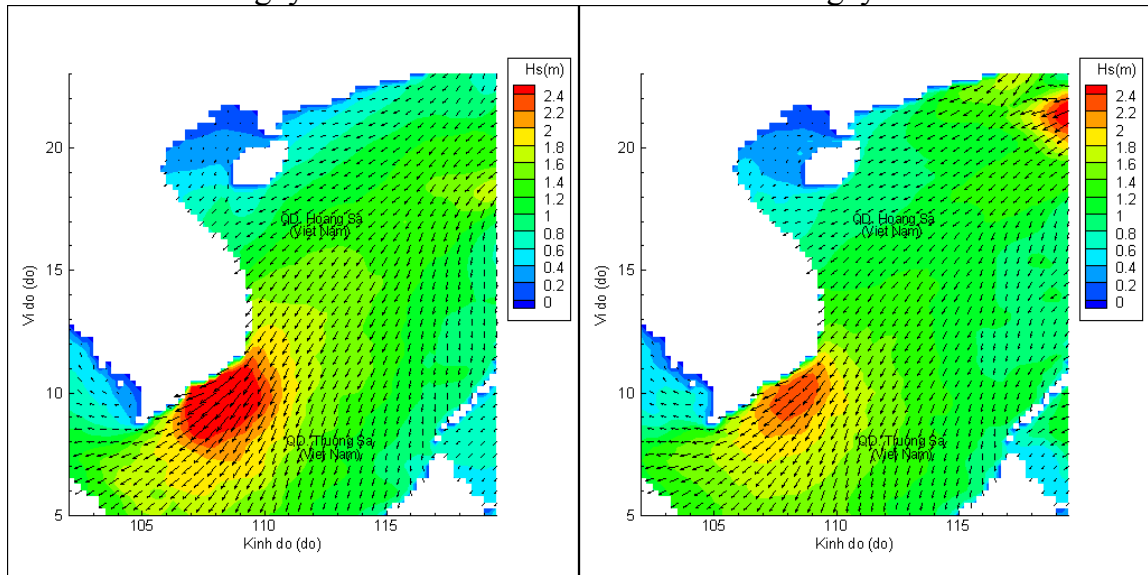 Hs(m)
2.4
2.2
2
1.8
1.6
1.4
1.2
1
0.8
0.6
0.4
0.2
0
Vi do (do)
20
15
10
5
QD. Hoang Sa
(Viet Nam)
QD. Truong Sa
(Viet Nam)
105
110
115
Kinh do (do)
Hs(m)
2.4
2.2
2
1.8
1.6
1.4
1.2
1
0.8
0.6
0.4
0.2
0
Vi do (do)
20
15
10
5
QD. Hoang Sa
(Viet Nam)
QD. Truong Sa
(Viet Nam)
105
110
115
Kinh do (do)